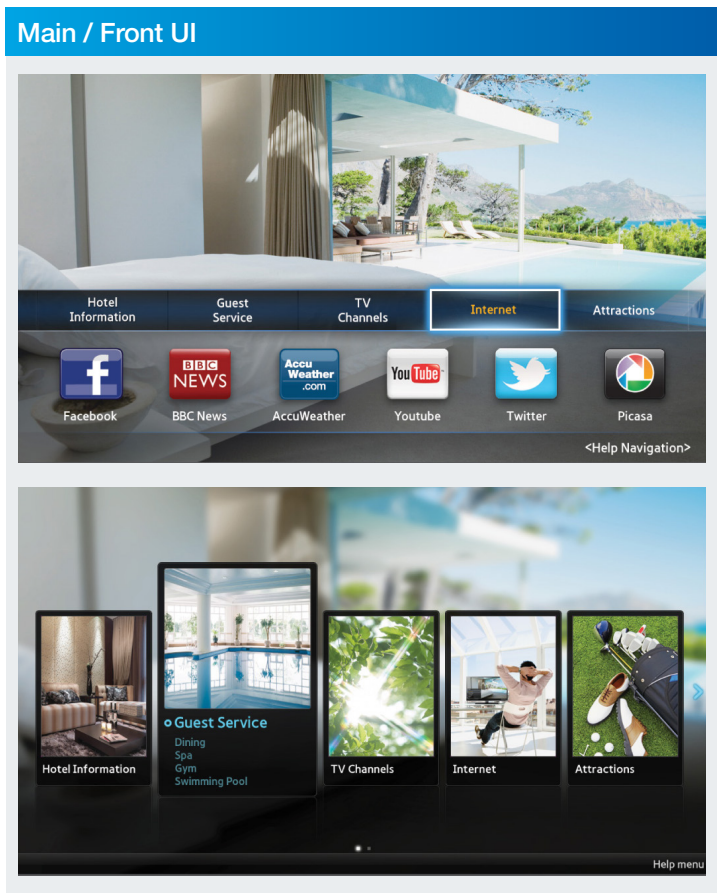 Main / Front UI
Hotel
Information
Guest
Service
TV
Channels
Internet
Attractions
f
BBC
NEWS
Accu
Weather
.com
You Tube
Facebook
BBC News
AccuWeather
Youtube
Twitter
Picasa
<Help Navigation>
Guest Service
Dining
Spa
Gym
Swimming Pool
Hotel Information
TV Channels
Internet
Attractions
Help menu